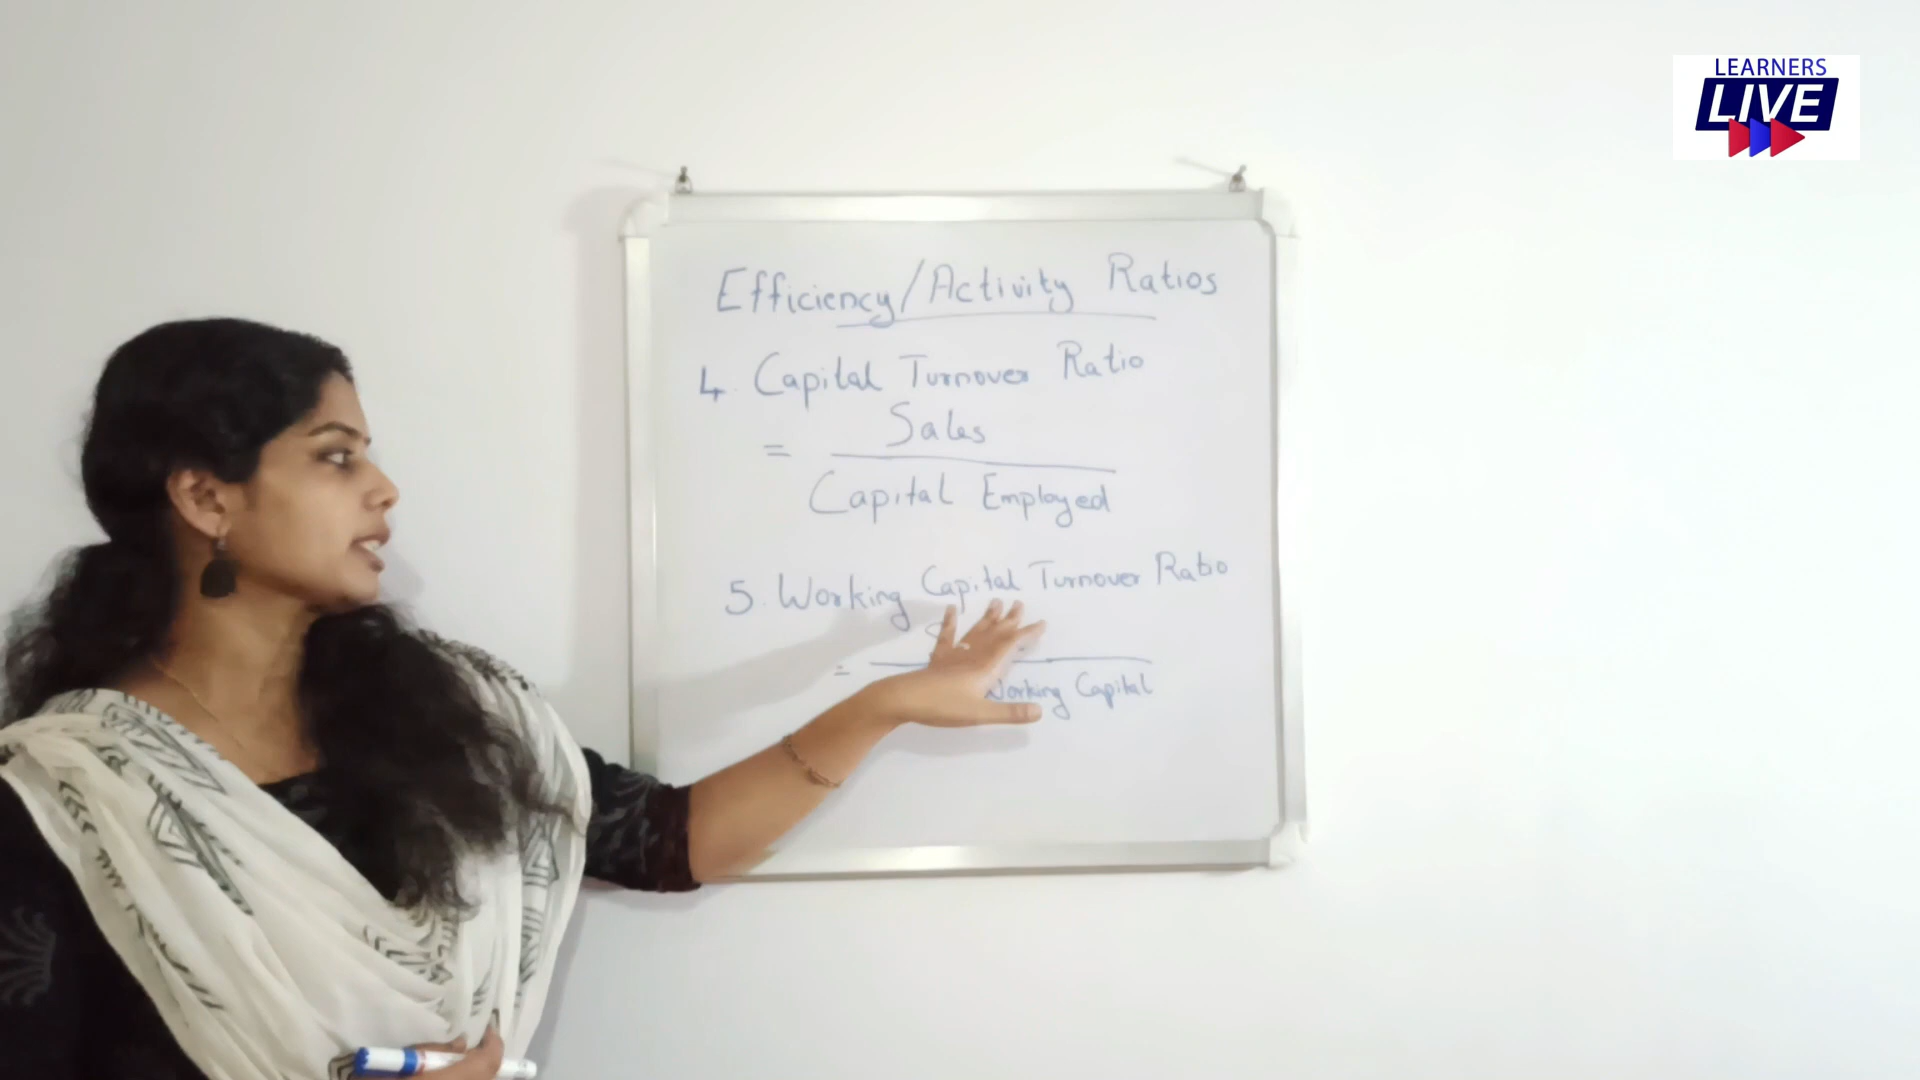 LEARNERS
LIVE
Efficiency/Activity Ratios
4. Capital Turnover Ratio
= Sales
Capital Employed
5. Working Capital Turnover Ratio
=
Working Capital